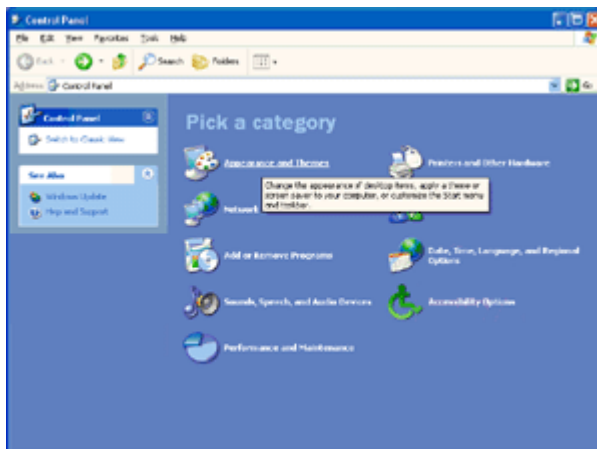 Control Panel
File Edit View Favorites Tools Help
Back Search Folders
Address Control Panel Go
Control Panel
Switch to Classic View
See Also
Windows Update
Help and Support
Pick a category
Appearance and Themes
Printers and Other Hardware
Change the appearance of desktop items, apply a theme or
screen saver to your computer, or customize the Start menu
and taskbar.
Network
Add or Remove Programs
Date, Time, Language, and Regional
Options
Sounds, Speech, and Audio Devices
Accessibility Options
Performance and Maintenance